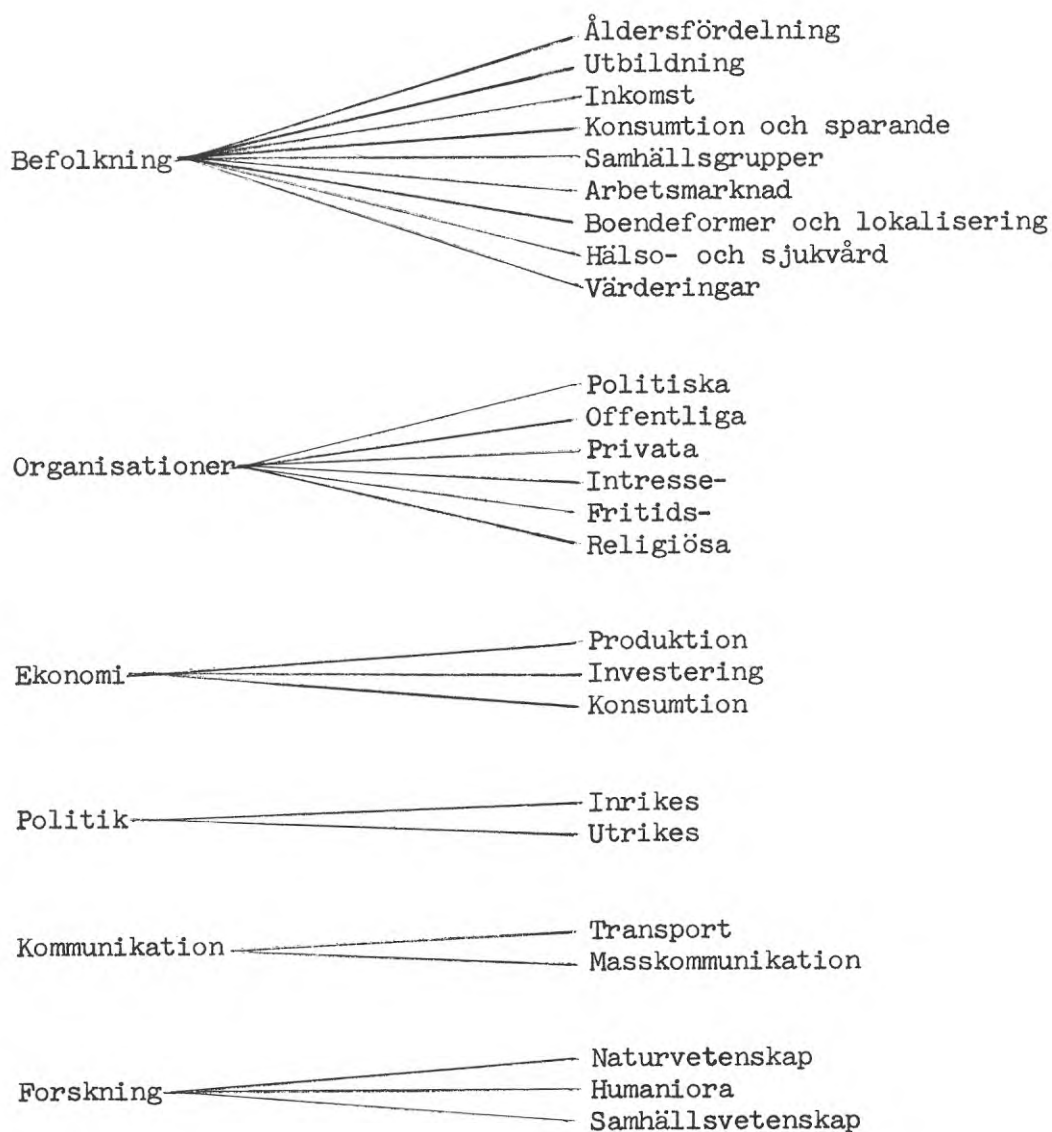 Åldersfördelning
Utbildning
Inkomst
Konsumtion och sparande
Befolkning
Samhällsgrupper
Arbetsmarknad
Boendeformer och lokalisering
Hälso- och sjukvård
Värderingar
Politiska
Offentliga
Privata
Organisationer
Intresse-
Fritids-
Religiösa
Produktion
Ekonomi
Investering
Konsumtion
Inrikes
Politik
Utrikes
Transport
Kommunikation
Masskommunikation
Naturvetenskap
Forskning
Humaniora
Samhällsvetenskap